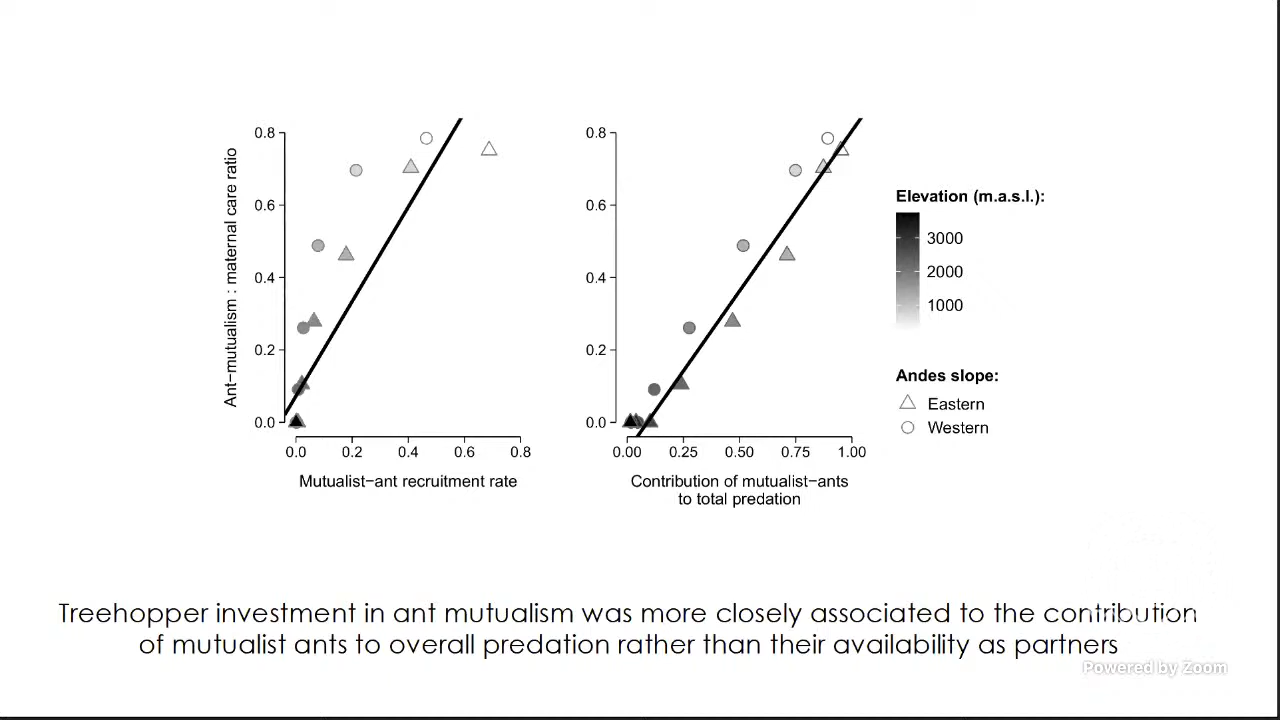 Ant−mutualism : maternal care ratio
0.8
0.6
0.4
0.2
0.0
0.0 0.2 0.4 0.6 0.8
Mutualist−ant recruitment rate
0.8
0.6
0.4
0.2
0.0
0.00 0.25 0.50 0.75 1.00
Contribution of mutualist−ants
to total predation
Elevation (m.a.s.l.):
3000
2000
1000
Andes slope:
Eastern
Western
Treehopper investment in ant mutualism was more closely associated to the contribution
of mutualist ants to overall predation rather than their availability as partners
Powered by Zoom